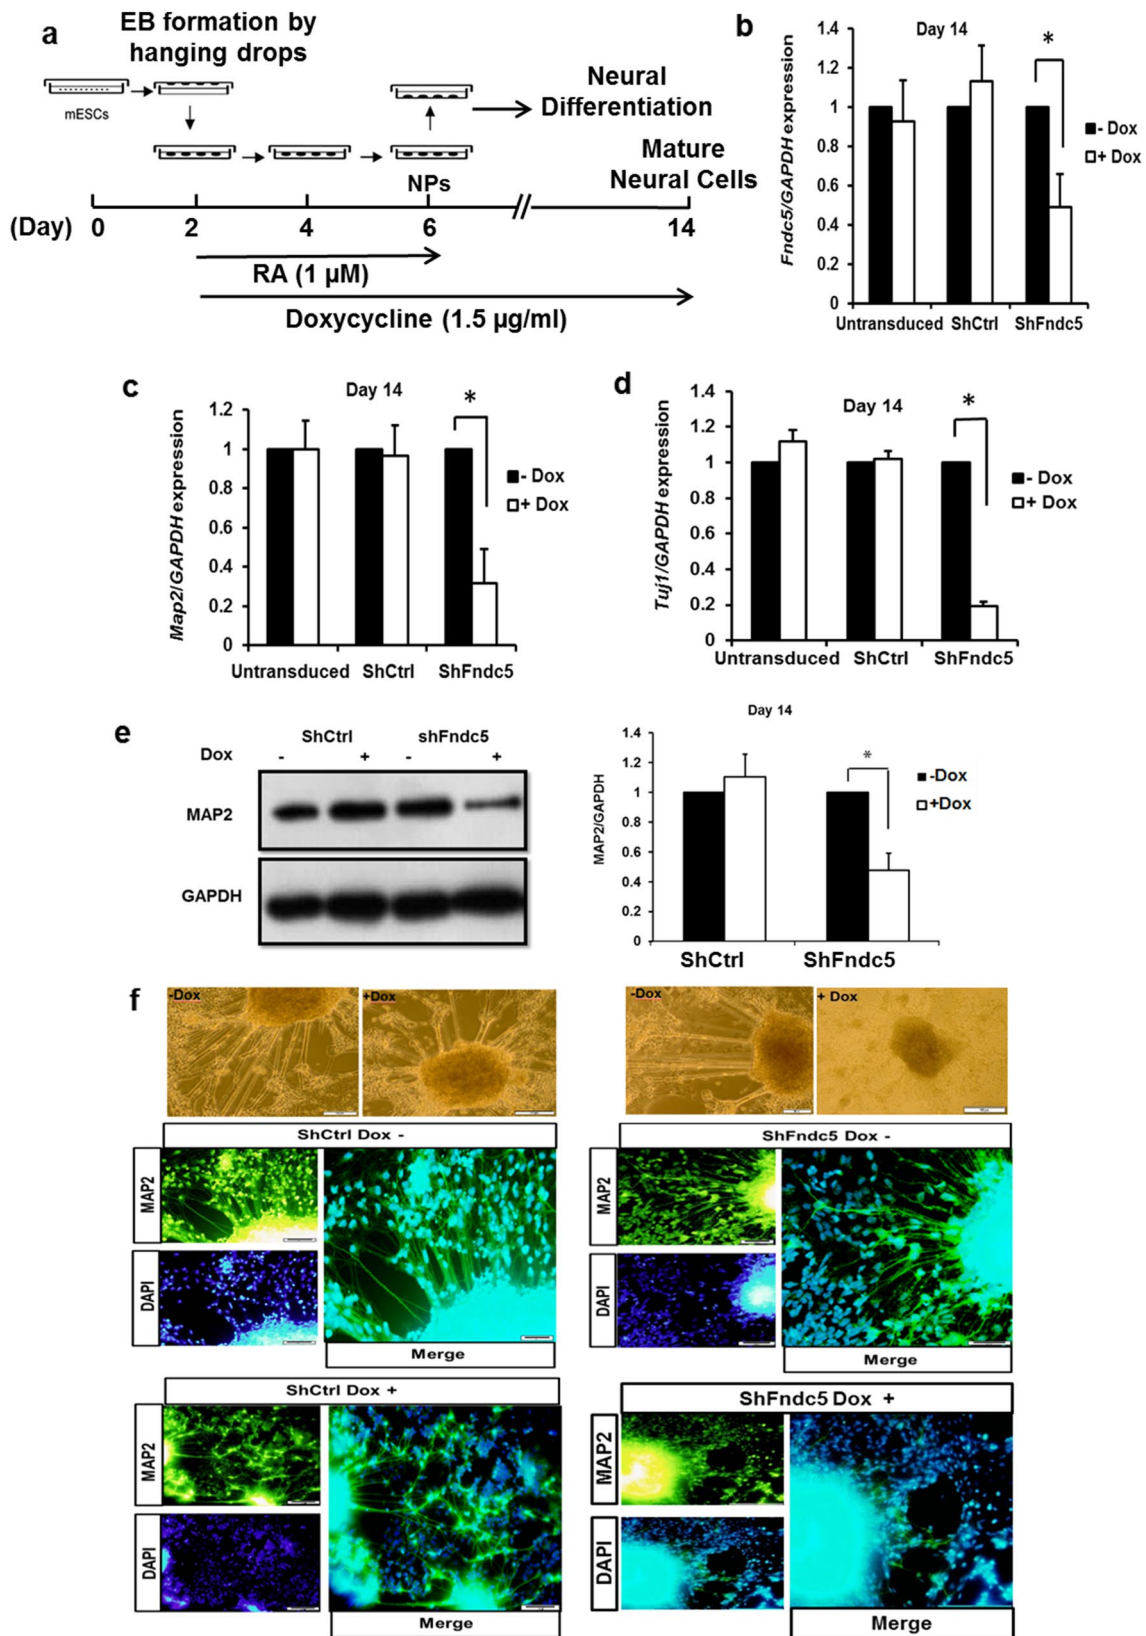 a
EB formation by
hanging drops
mESCs
Neural
Differentiation
Mature
Neural Cells
NPs
(Day) 0 2 4 6 14
RA (1 µM)
Doxycycline (1.5 µg/ml)
b
Day 14
Fndc5/GAPDH expression
1.4
1.2
1
0.8
0.6
0.4
0.2
0
*
- Dox
+ Dox
Untransduced ShCtrl ShFndc5
c
Day 14
Map2/GAPDH expression
1.2
1
0.8
0.6
0.4
0.2
0
*
- Dox
+ Dox
Untransduced ShCtrl ShFndc5
d
Day 14
Tuj1/GAPDH expression
1.4
1.2
1
0.8
0.6
0.4
0.2
0
*
- Dox
+ Dox
Untransduced ShCtrl ShFndc5
e
ShCtrl shFndc5
Dox - + - +
MAP2
GAPDH
Day 14
MAP2/GAPDH
1.4
1.2
1
0.8
0.6
0.4
0.2
0
*
-Dox
+Dox
ShCtrl ShFndc5
f
-Dox
+Dox
-Dox
+ Dox
ShCtrl Dox -
MAP2
DAPI
Merge
ShFndc5 Dox -
MAP2
DAPI
Merge
ShCtrl Dox +
MAP2
DAPI
Merge
ShFndc5 Dox +
MAP2
DAPI
Merge